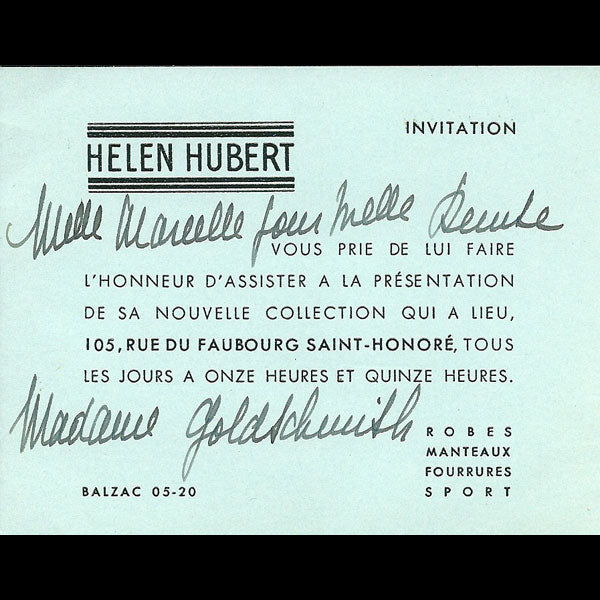 INVITATION
HELEN HUBERT
Melle Marcelle pour Melle Denise
VOUS PRIE DE LUI FAIRE
L'HONNEUR D'ASSISTER A LA PRÉSENTATION
DE SA NOUVELLE COLLECTION QUI A LIEU,
105, RUE DU FAUBOURG SAINT-HONORÉ, TOUS
LES JOURS A ONZE HEURES ET QUINZE HEURES.
Madame Goldschmith
ROBES
MANTEAUX
FOURRURES
BALZAC 05-20
SPORT